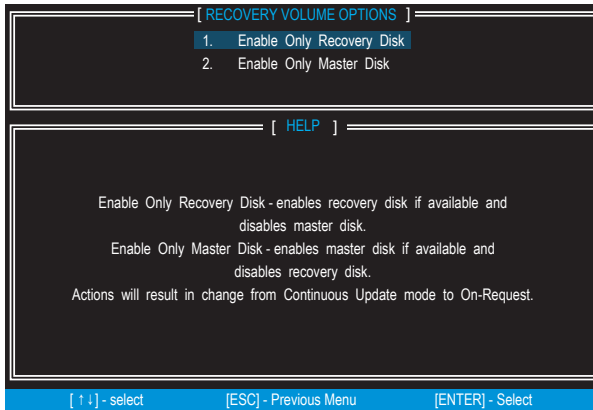 [ RECOVERY VOLUME OPTIONS ]
1. Enable Only Recovery Disk
2. Enable Only Master Disk
[ HELP ]
Enable Only Recovery Disk - enables recovery disk if available and
disables master disk.
Enable Only Master Disk - enables master disk if available and
disables recovery disk.
Actions will result in change from Continuous Update mode to On-Request.
[ ↑↓] - select [ESC] - Previous Menu [ENTER] - Select